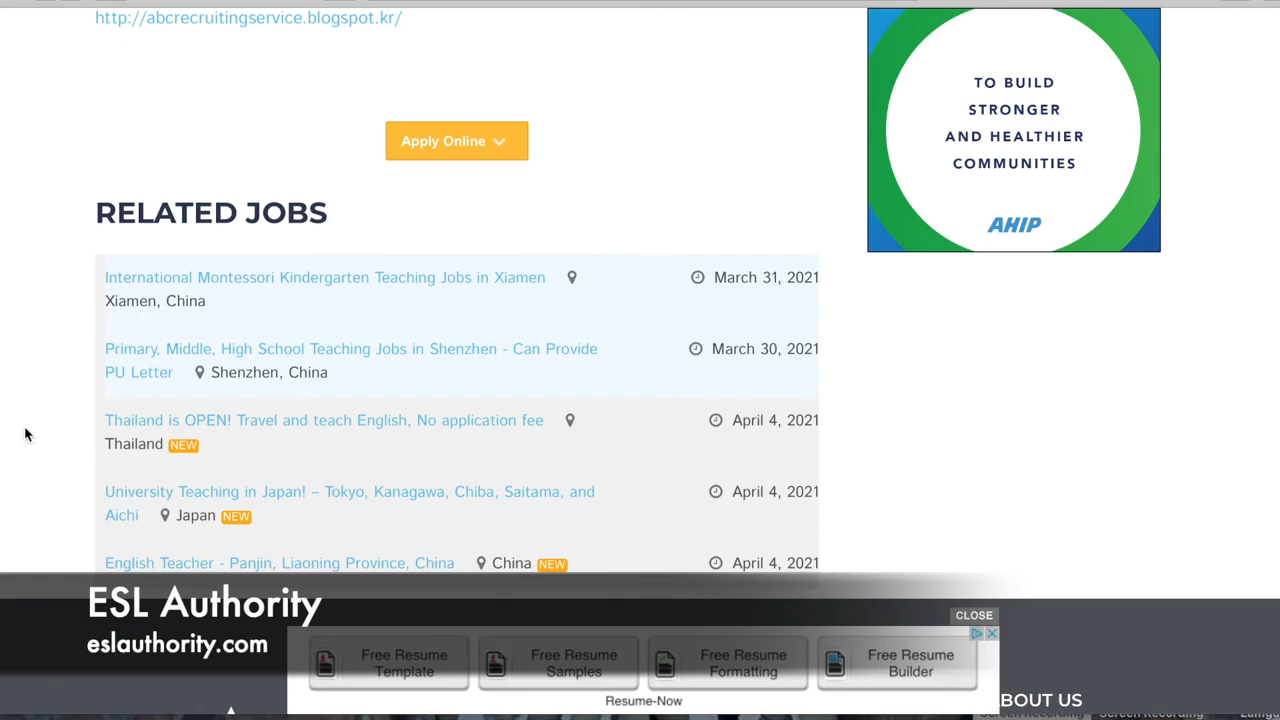 http://abcrecruitingservice.blogspot.kr/
TO BUILD
STRONGER
AND HEALTHIER
COMMUNITIES
AHIP
Apply Online
RELATED JOBS
International Montessori Kindergarten Teaching Jobs in Xiamen March 31, 2021
Xiamen, China
Primary, Middle, High School Teaching Jobs in Shenzhen - Can Provide March 30, 2021
PU Letter Shenzhen, China
Thailand is OPEN! Travel and teach English, No application fee April 4, 2021
Thailand NEW
University Teaching in Japan! – Tokyo, Kanagawa, Chiba, Saitama, and April 4, 2021
Aichi Japan NEW
English Teacher - Panjin, Liaoning Province, China China NEW April 4, 2021
ESL Authority
eslauthority.com
CLOSE
Free Resume Template
Free Resume Samples
Free Resume Formatting
Free Resume Builder
Resume-Now
BOUT US
Screen Recording Screen Recording